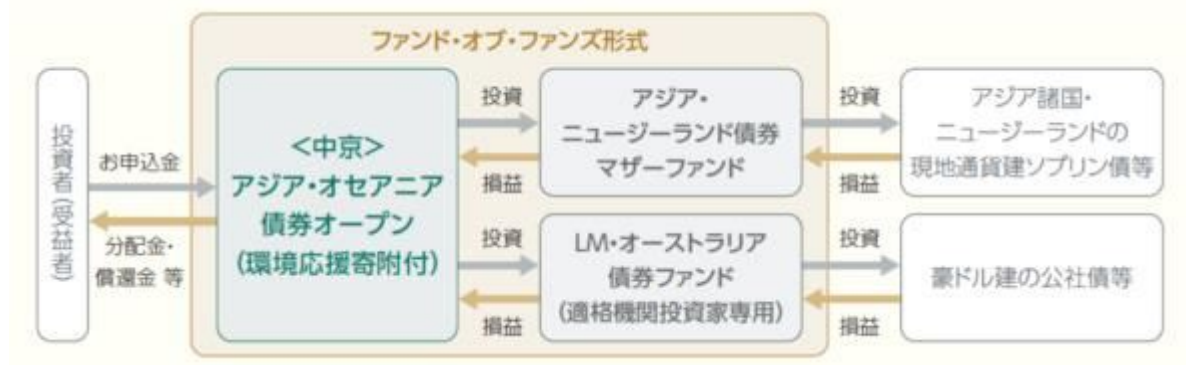 ファンド・オブ・ファンズ形式
投資者(受益者)
お申込金
分配金・
償還金 等
<中京>
アジア・オセアニア
債券オープン
(環境応援寄附付)
投資
損益
アジア・
ニュージーランド債券
マザーファンド
投資
損益
アジア諸国・
ニュージーランドの
現地通貨建ソブリン債等
投資
損益
LM・オーストラリア
債券ファンド
(適格機関投資家専用)
投資
損益
豪ドル建の公社債等